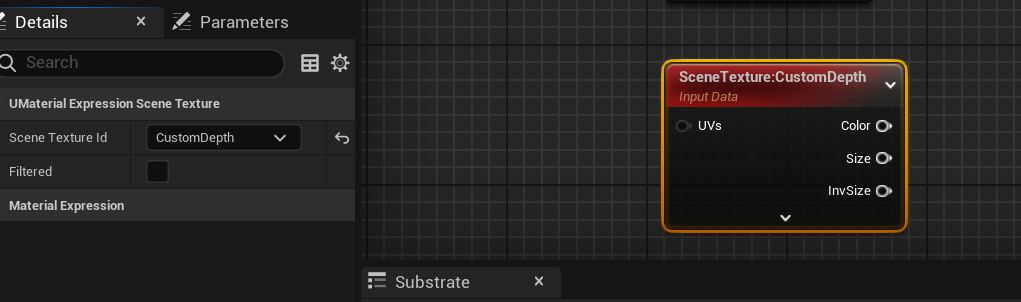 Details
Parameters
Search
UMaterial Expression Scene Texture
Scene Texture Id
CustomDepth
Filtered
Material Expression
SceneTexture:CustomDepth
Input Data
UVs
Color
Size
InvSize
Substrate